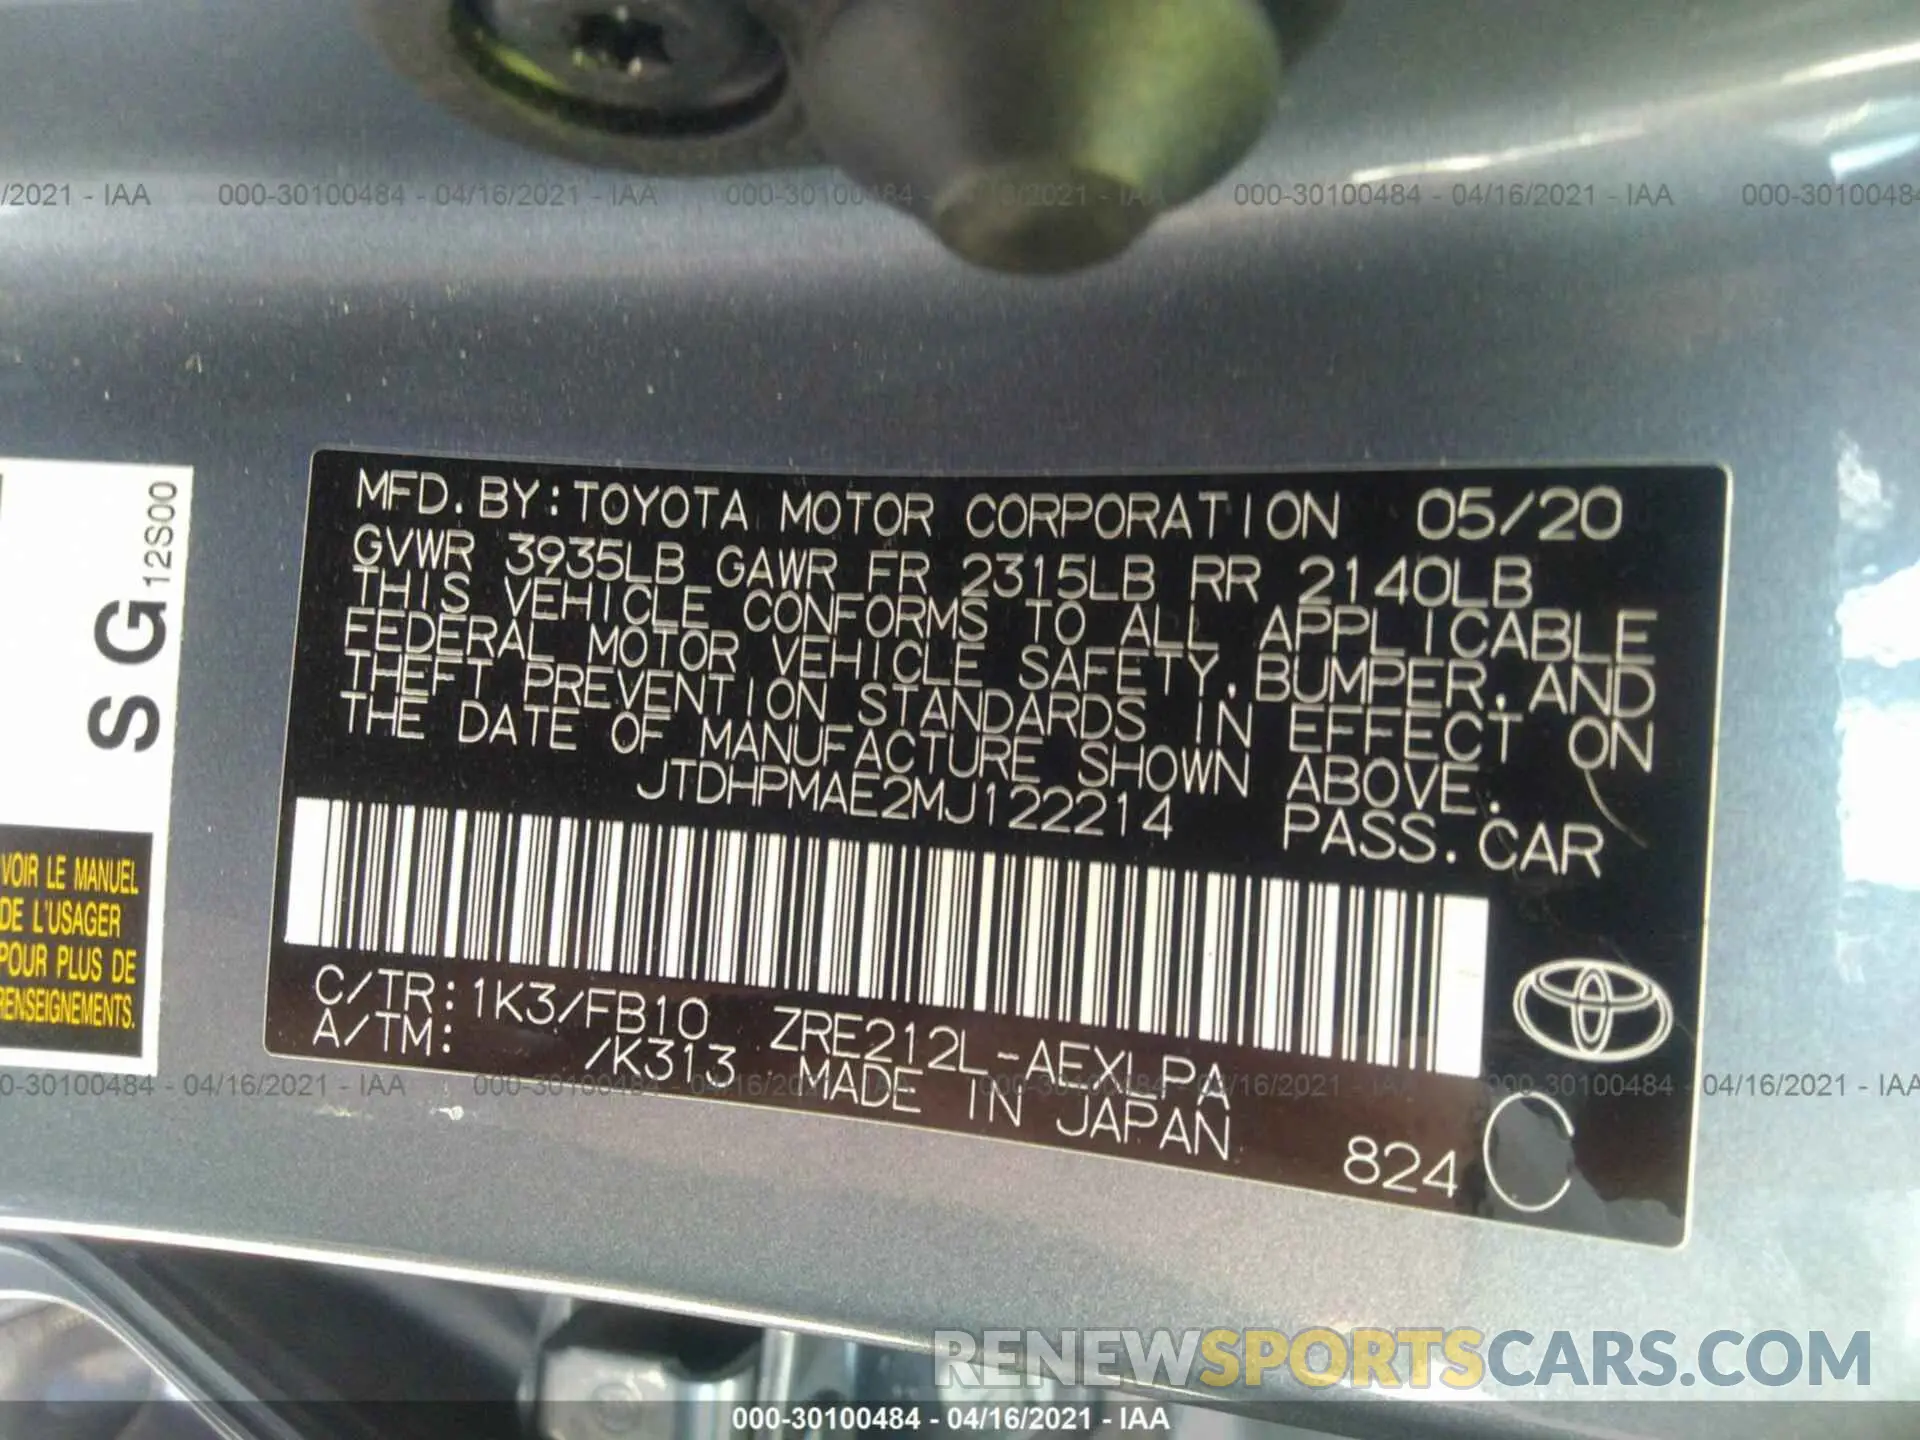 /2021 - IAA 000-30100484 - 04/16/2021 - IAA 000-30100484 - 04/16/2021 - IAA 000-30100484 - 04/16/2021 - IAA 000-30100484
SG 12S00
VOIR LE MANUEL
DE L'USAGER
POUR PLUS DE
RENSEIGNEMENTS.
MFD. BY: TOYOTA MOTOR CORPORATION 05/20
GVWR 3935LB GAWR FR 2315LB RR 2140LB
THIS VEHICLE CONFORMS TO ALL APPLICABLE
FEDERAL MOTOR VEHICLE SAFETY, BUMPER, AND
THEFT PREVENTION STANDARDS IN EFFECT ON
THE DATE OF MANUFACTURE SHOWN ABOVE.
JTDHPMAE2MJ122214 PASS. CAR
C/TR: 1K3/FB10 ZRE212L-AEXLPA
A/TM: /K313 MADE IN JAPAN
824
0-30100484 - 04/16/2021 - IAA 000-30100484 - 04/16/2021 - IAA 000-30100484 - 04/16/2021 - IAA 000-30100484 - 04/16/2021 - IAA
RENEWSPORTSCARS.COM
000-30100484 - 04/16/2021 - IAA